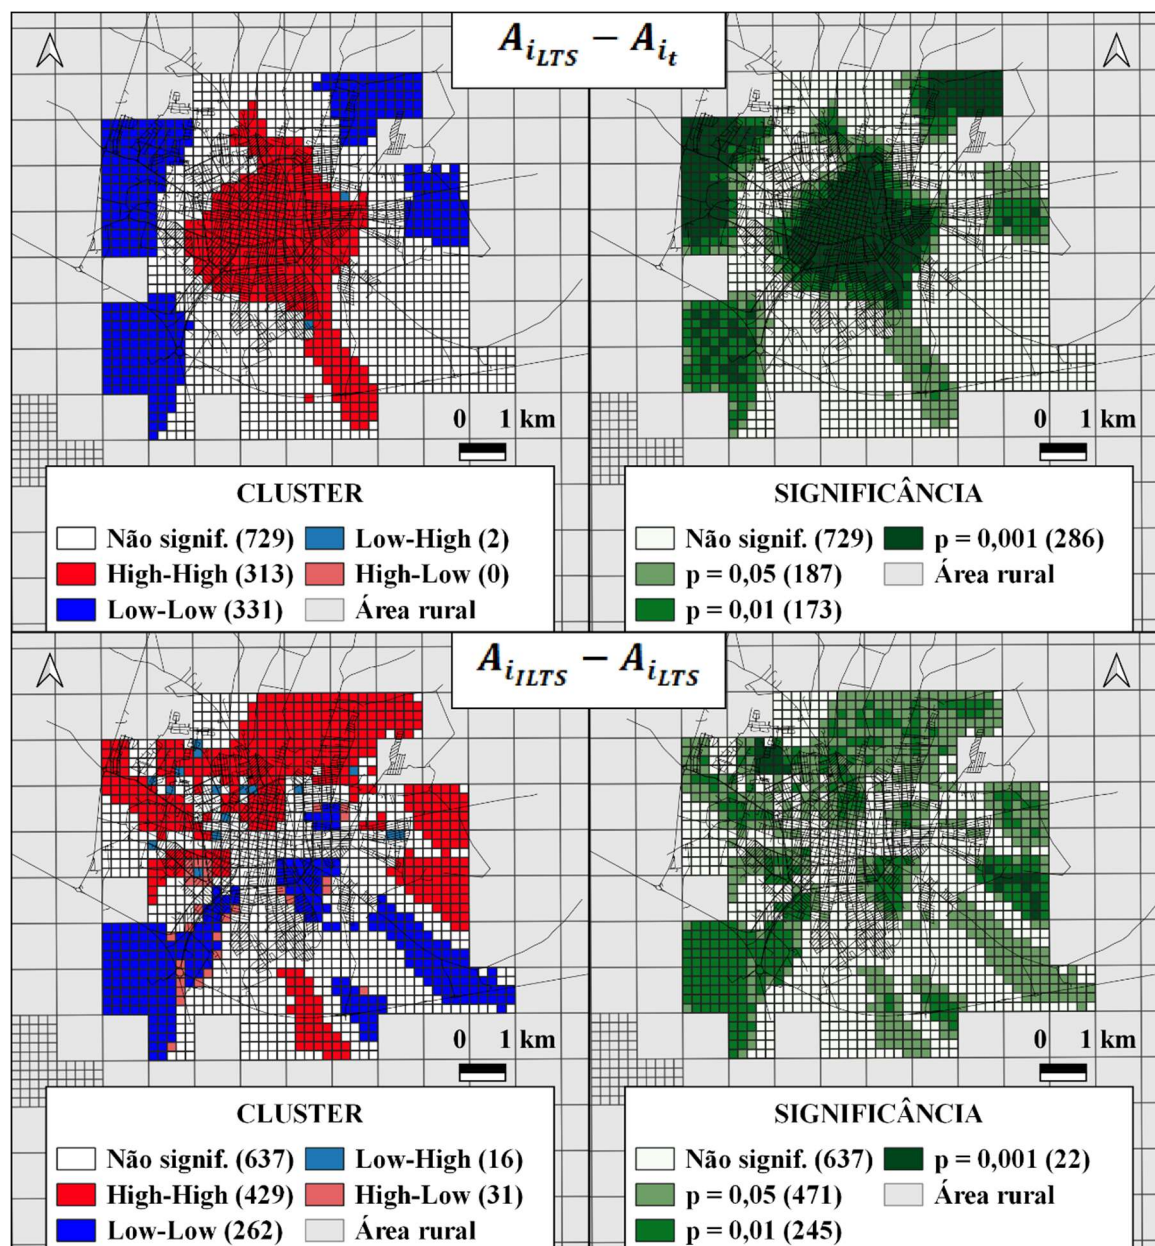 A_{i_{LTS}} − A_{i_t}
0 1 km
0 1 km
CLUSTER
Não signif. (729) Low-High (2)
High-High (313) High-Low (0)
Low-Low (331) Área rural
SIGNIFICÂNCIA
Não signif. (729) p = 0,001 (286)
p = 0,05 (187) Área rural
p = 0,01 (173)
A_{i_{ILTS}} − A_{i_{LTS}}
0 1 km
0 1 km
CLUSTER
Não signif. (637) Low-High (16)
High-High (429) High-Low (31)
Low-Low (262) Área rural
SIGNIFICÂNCIA
Não signif. (637) p = 0,001 (22)
p = 0,05 (471) Área rural
p = 0,01 (245)